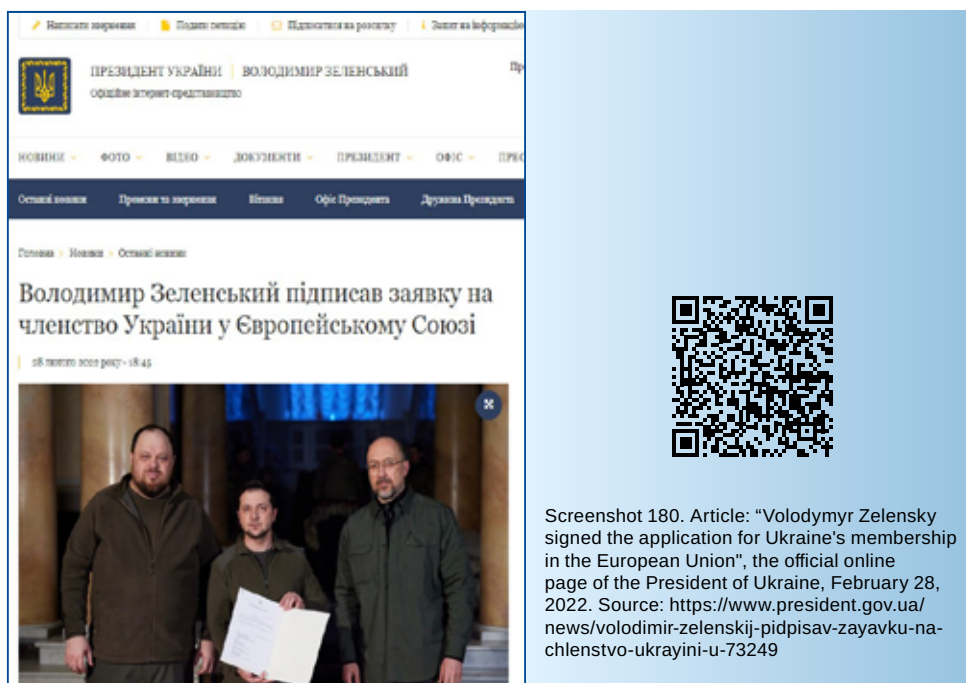 Написати звернення Подати петицію Підписатися на розсилку Запит на інформацію
ПРЕЗИДЕНТ УКРАЇНИ ВОЛОДИМИР ЗЕЛЕНСЬКИЙ
Офіційне інтернет-представництво
НОВИНИ ФОТО ВІДЕО ДОКУМЕНТИ ПРЕЗИДЕНТ ОФІС ПРЕС
Останні новини Промови та звернення Візити Офіс Президента Дружина Президента
Головна Новини Останні новини
Володимир Зеленський підписав заявку на
членство України у Європейському Союзі
28 лютого 2022 року - 18:45
Screenshot 180. Article: “Volodymyr Zelensky
signed the application for Ukraine's membership
in the European Union", the official online
page of the President of Ukraine, February 28,
2022. Source: https://www.president.gov.ua/
news/volodimir-zelenskij-pidpisav-zayavku-na-
chlenstvo-ukrayini-u-73249